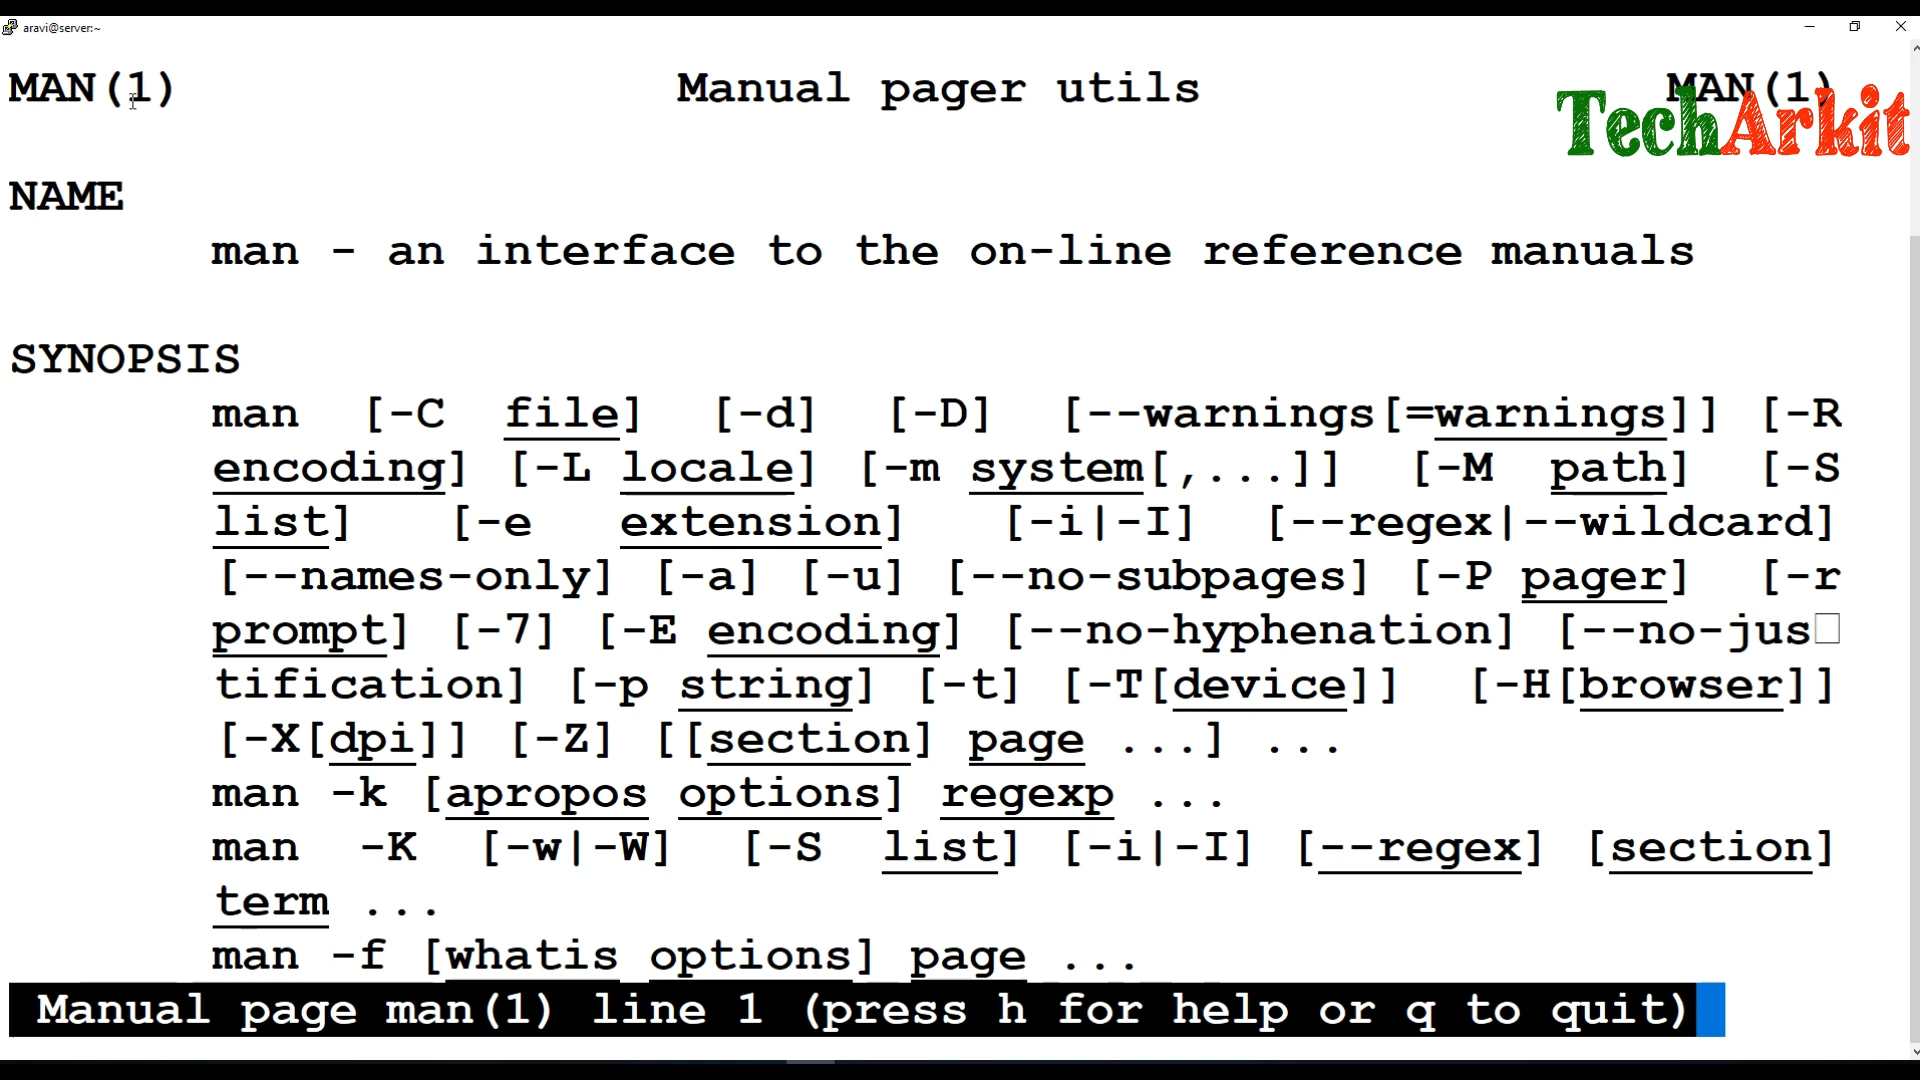 aravi@server:~
MAN(1) Manual pager utils MAN(1)
TechArkit
NAME
man - an interface to the on-line reference manuals
SYNOPSIS
man [-C file] [-d] [-D] [--warnings[=warnings]] [-R
encoding] [-L locale] [-m system[,...]] [-M path] [-S
list] [-e extension] [-i|-I] [--regex|--wildcard]
[--names-only] [-a] [-u] [--no-subpages] [-P pager] [-r
prompt] [-7] [-E encoding] [--no-hyphenation] [--no-jus□
tification] [-p string] [-t] [-T[device]] [-H[browser]]
[-X[dpi]] [-Z] [[section] page ...] ...
man -k [apropos options] regexp ...
man -K [-w|-W] [-S list] [-i|-I] [--regex] [section]
term ...
man -f [whatis options] page ...
Manual page man(1) line 1 (press h for help or q to quit)